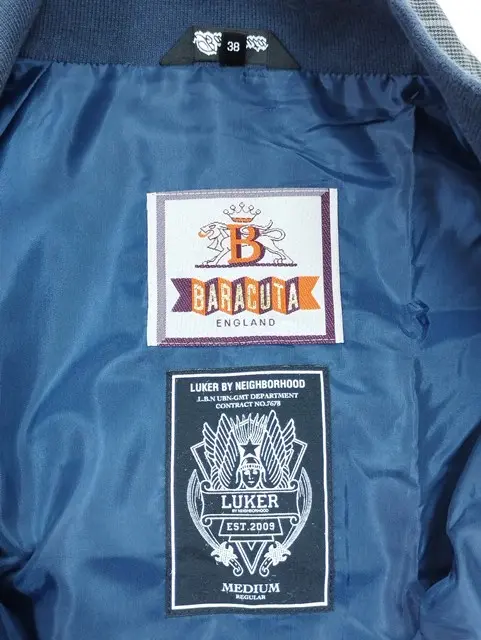 38
B
BARACUTA
ENGLAND
LUKER BY NEIGHBORHOOD
J.B.N UBN-GMT DEPARTMENT
CONTRACT NO.7678
LUKER
BY NEIGHBORHOOD
EST.2009
MEDIUM
REGULAR